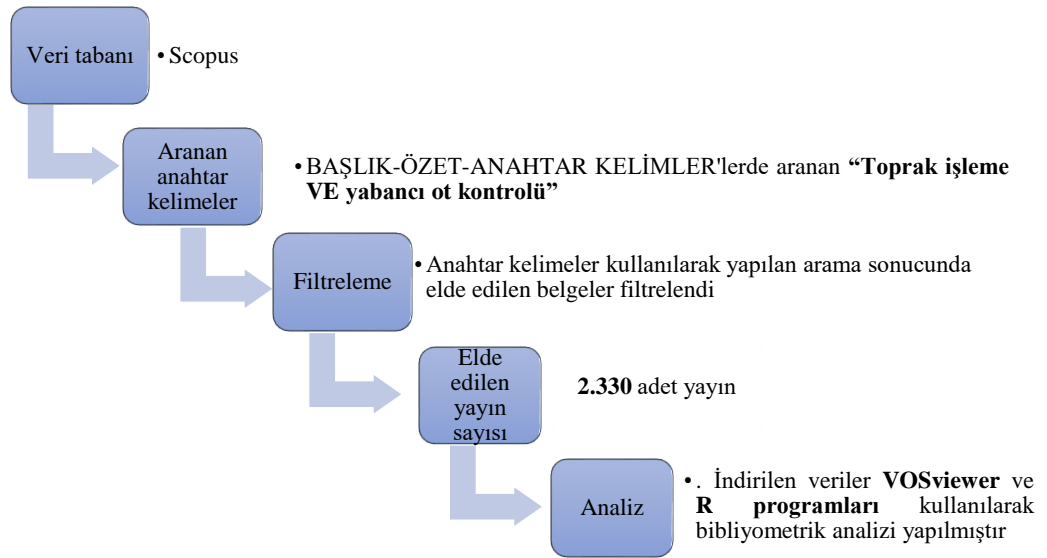 Veri tabanı
• Scopus
Aranan
anahtar
kelimeler
• BAŞLIK-ÖZET-ANAHTAR KELİMLER'lerde aranan “Toprak işleme
VE yabancı ot kontrolü”
Filtreleme
• Anahtar kelimeler kullanılarak yapılan arama sonucunda
elde edilen belgeler filtrelendi
Elde
edilen
yayın
sayısı
2.330 adet yayın
Analiz
• . İndirilen veriler VOSviewer ve
R programları kullanılarak
bibliyometrik analizi yapılmıştır